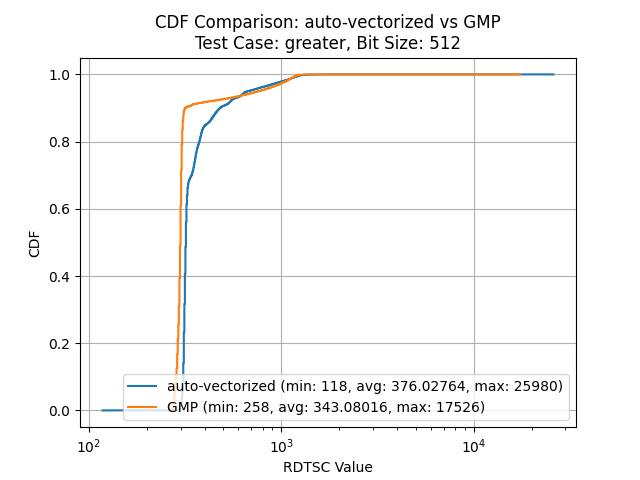 CDF Comparison: auto-vectorized vs GMP
Test Case: greater, Bit Size: 512
CDF
1.0
0.8
0.6
0.4
0.2
0.0
auto-vectorized (min: 118, avg: 376.02764, max: 25980)
GMP (min: 258, avg: 343.08016, max: 17526)
10²
10³
10⁴
RDTSC Value